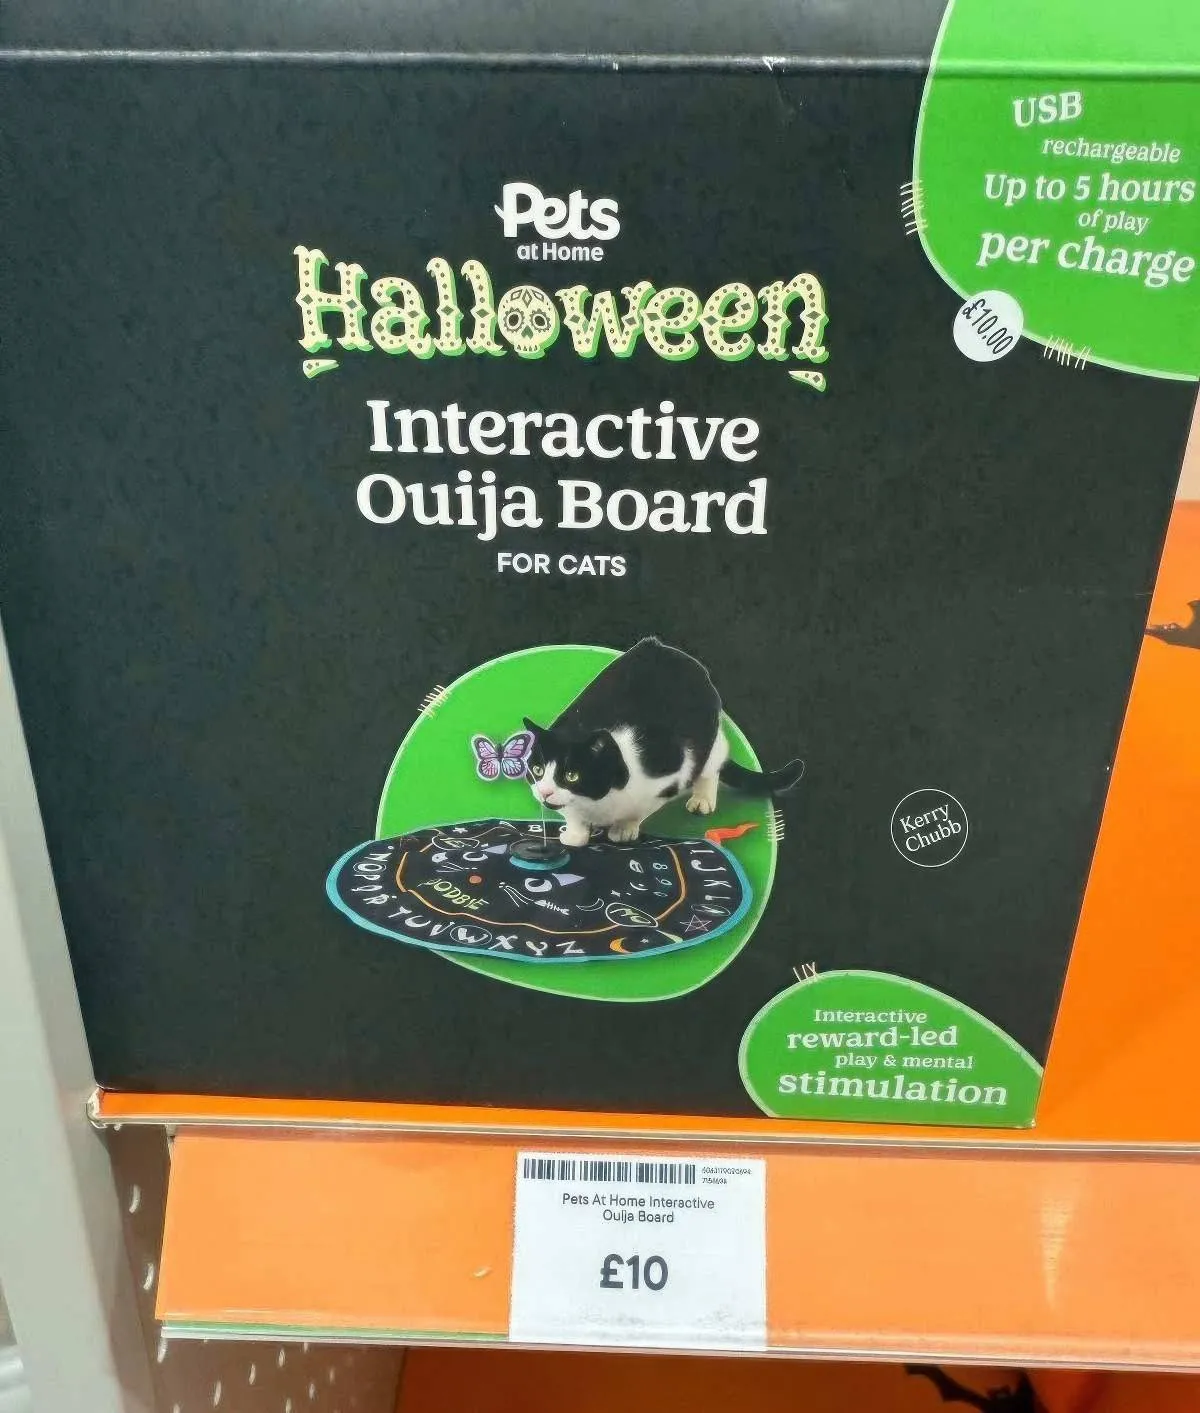 USB
rechargeable
Up to 5 hours
of play
per charge
£10.00
Pets
at Home
Halloween
Interactive
Ouija Board
FOR CATS
Kerry
Chubb
NO
T U V W X Y Z
Interactive
reward-led
play & mental
stimulation
Pets At Home Interactive
Ouija Board
£10